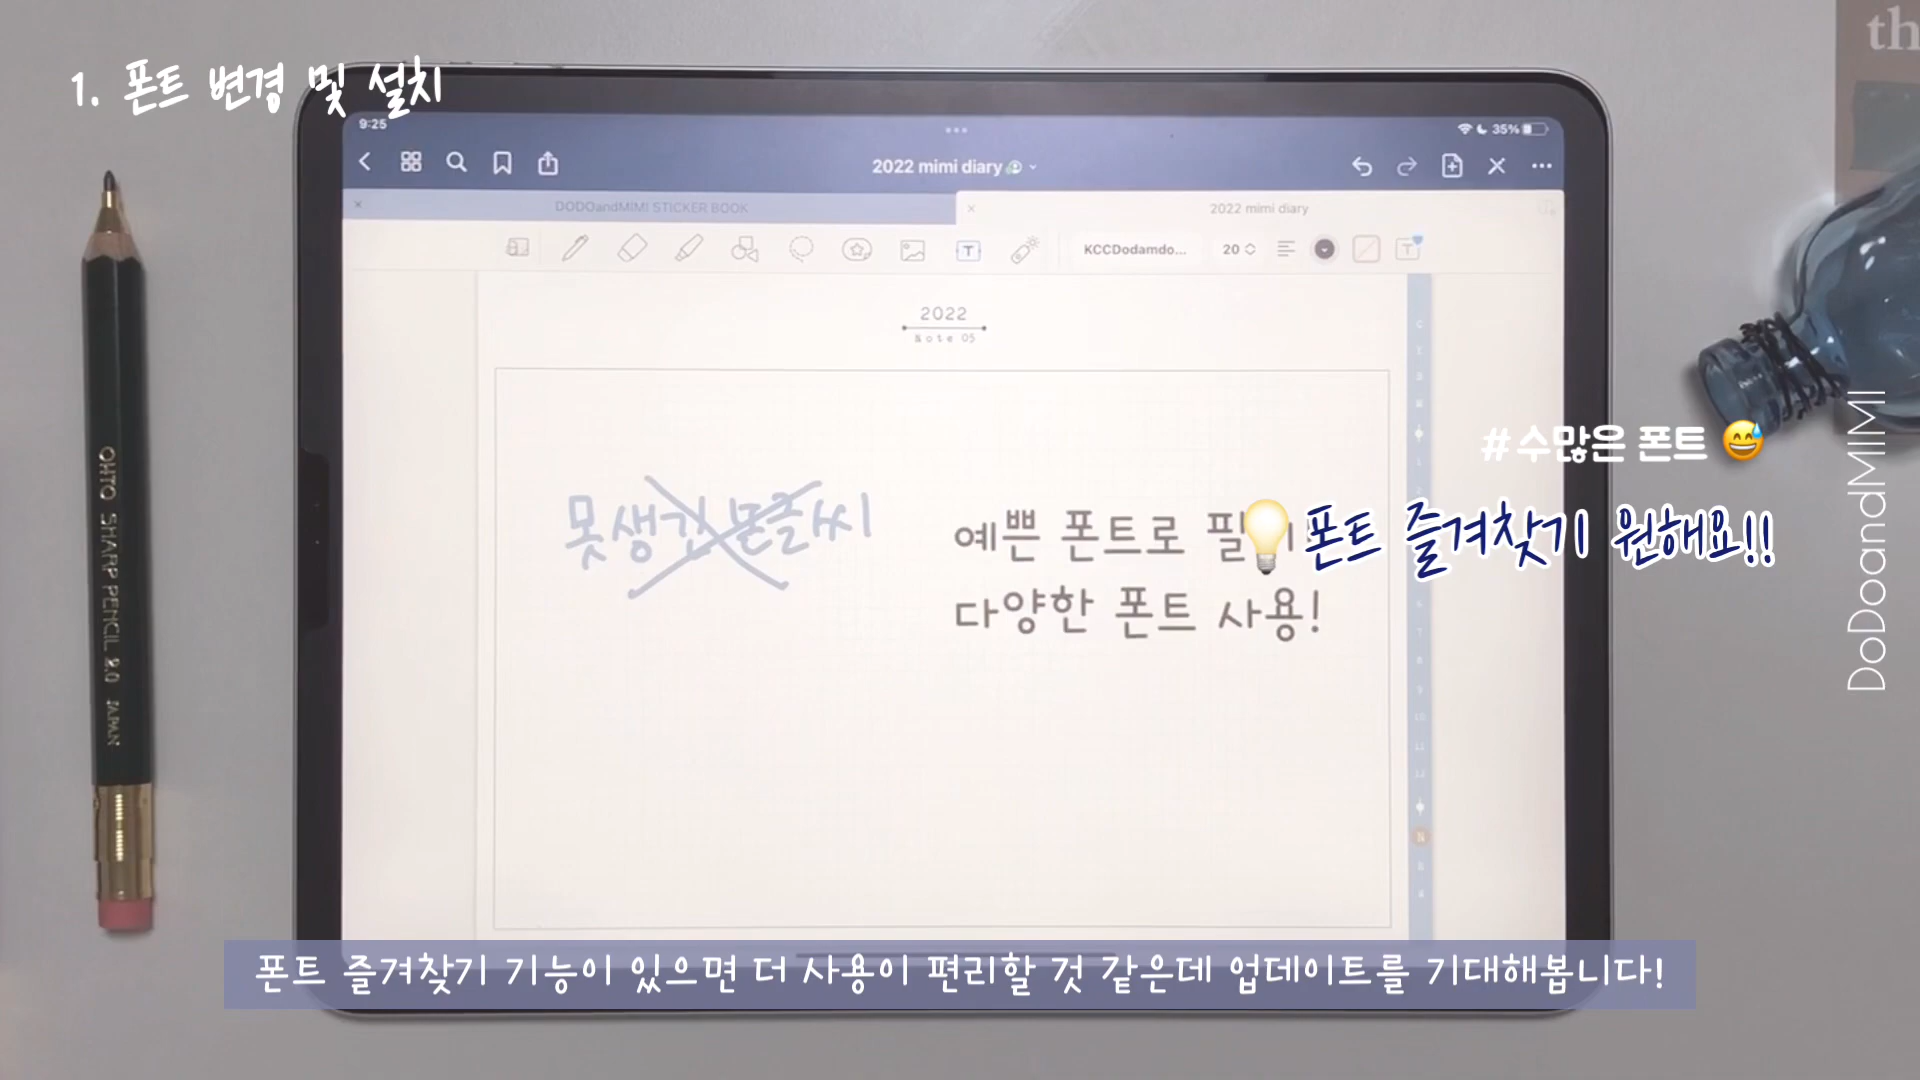 1. 폰트 변경 및 설치
th
9:25
35%
2022 mimi diary
DODOandMIMI STICKER BOOK
2022 mimi diary
KCCDodamdo...
20
2022
Note 05
#수많은 폰트
못생긴 손글씨
예쁜 폰트로 필
폰트 즐겨찾기 원해요!!
다양한 폰트 사용!
OHTO SHARP PENCIL 2.0 JAPAN
DoDoandMIMI
폰트 즐겨찾기 기능이 있으면 더 사용이 편리할 것 같은데 업데이트를 기대해봅니다!